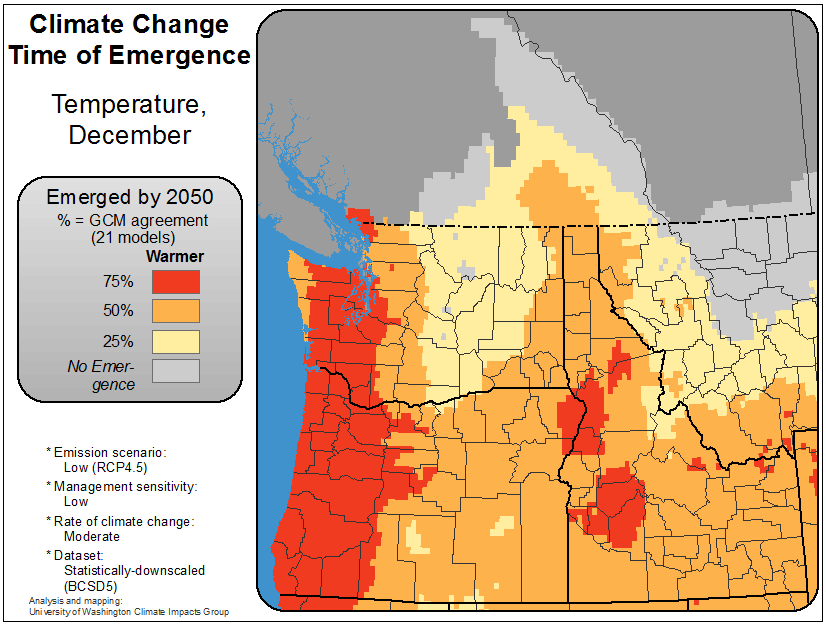 Climate Change
Time of Emergence
Temperature,
December
Emerged by 2050
% = GCM agreement
(21 models)
Warmer
75%
50%
25%
No Emer-
gence
* Emission scenario:
Low (RCP4.5)
* Management sensitivity:
Low
* Rate of climate change:
Moderate
* Dataset:
Statistically-downscaled
(BCSD5)
Analysis and mapping:
University of Washington Climate Impacts Group